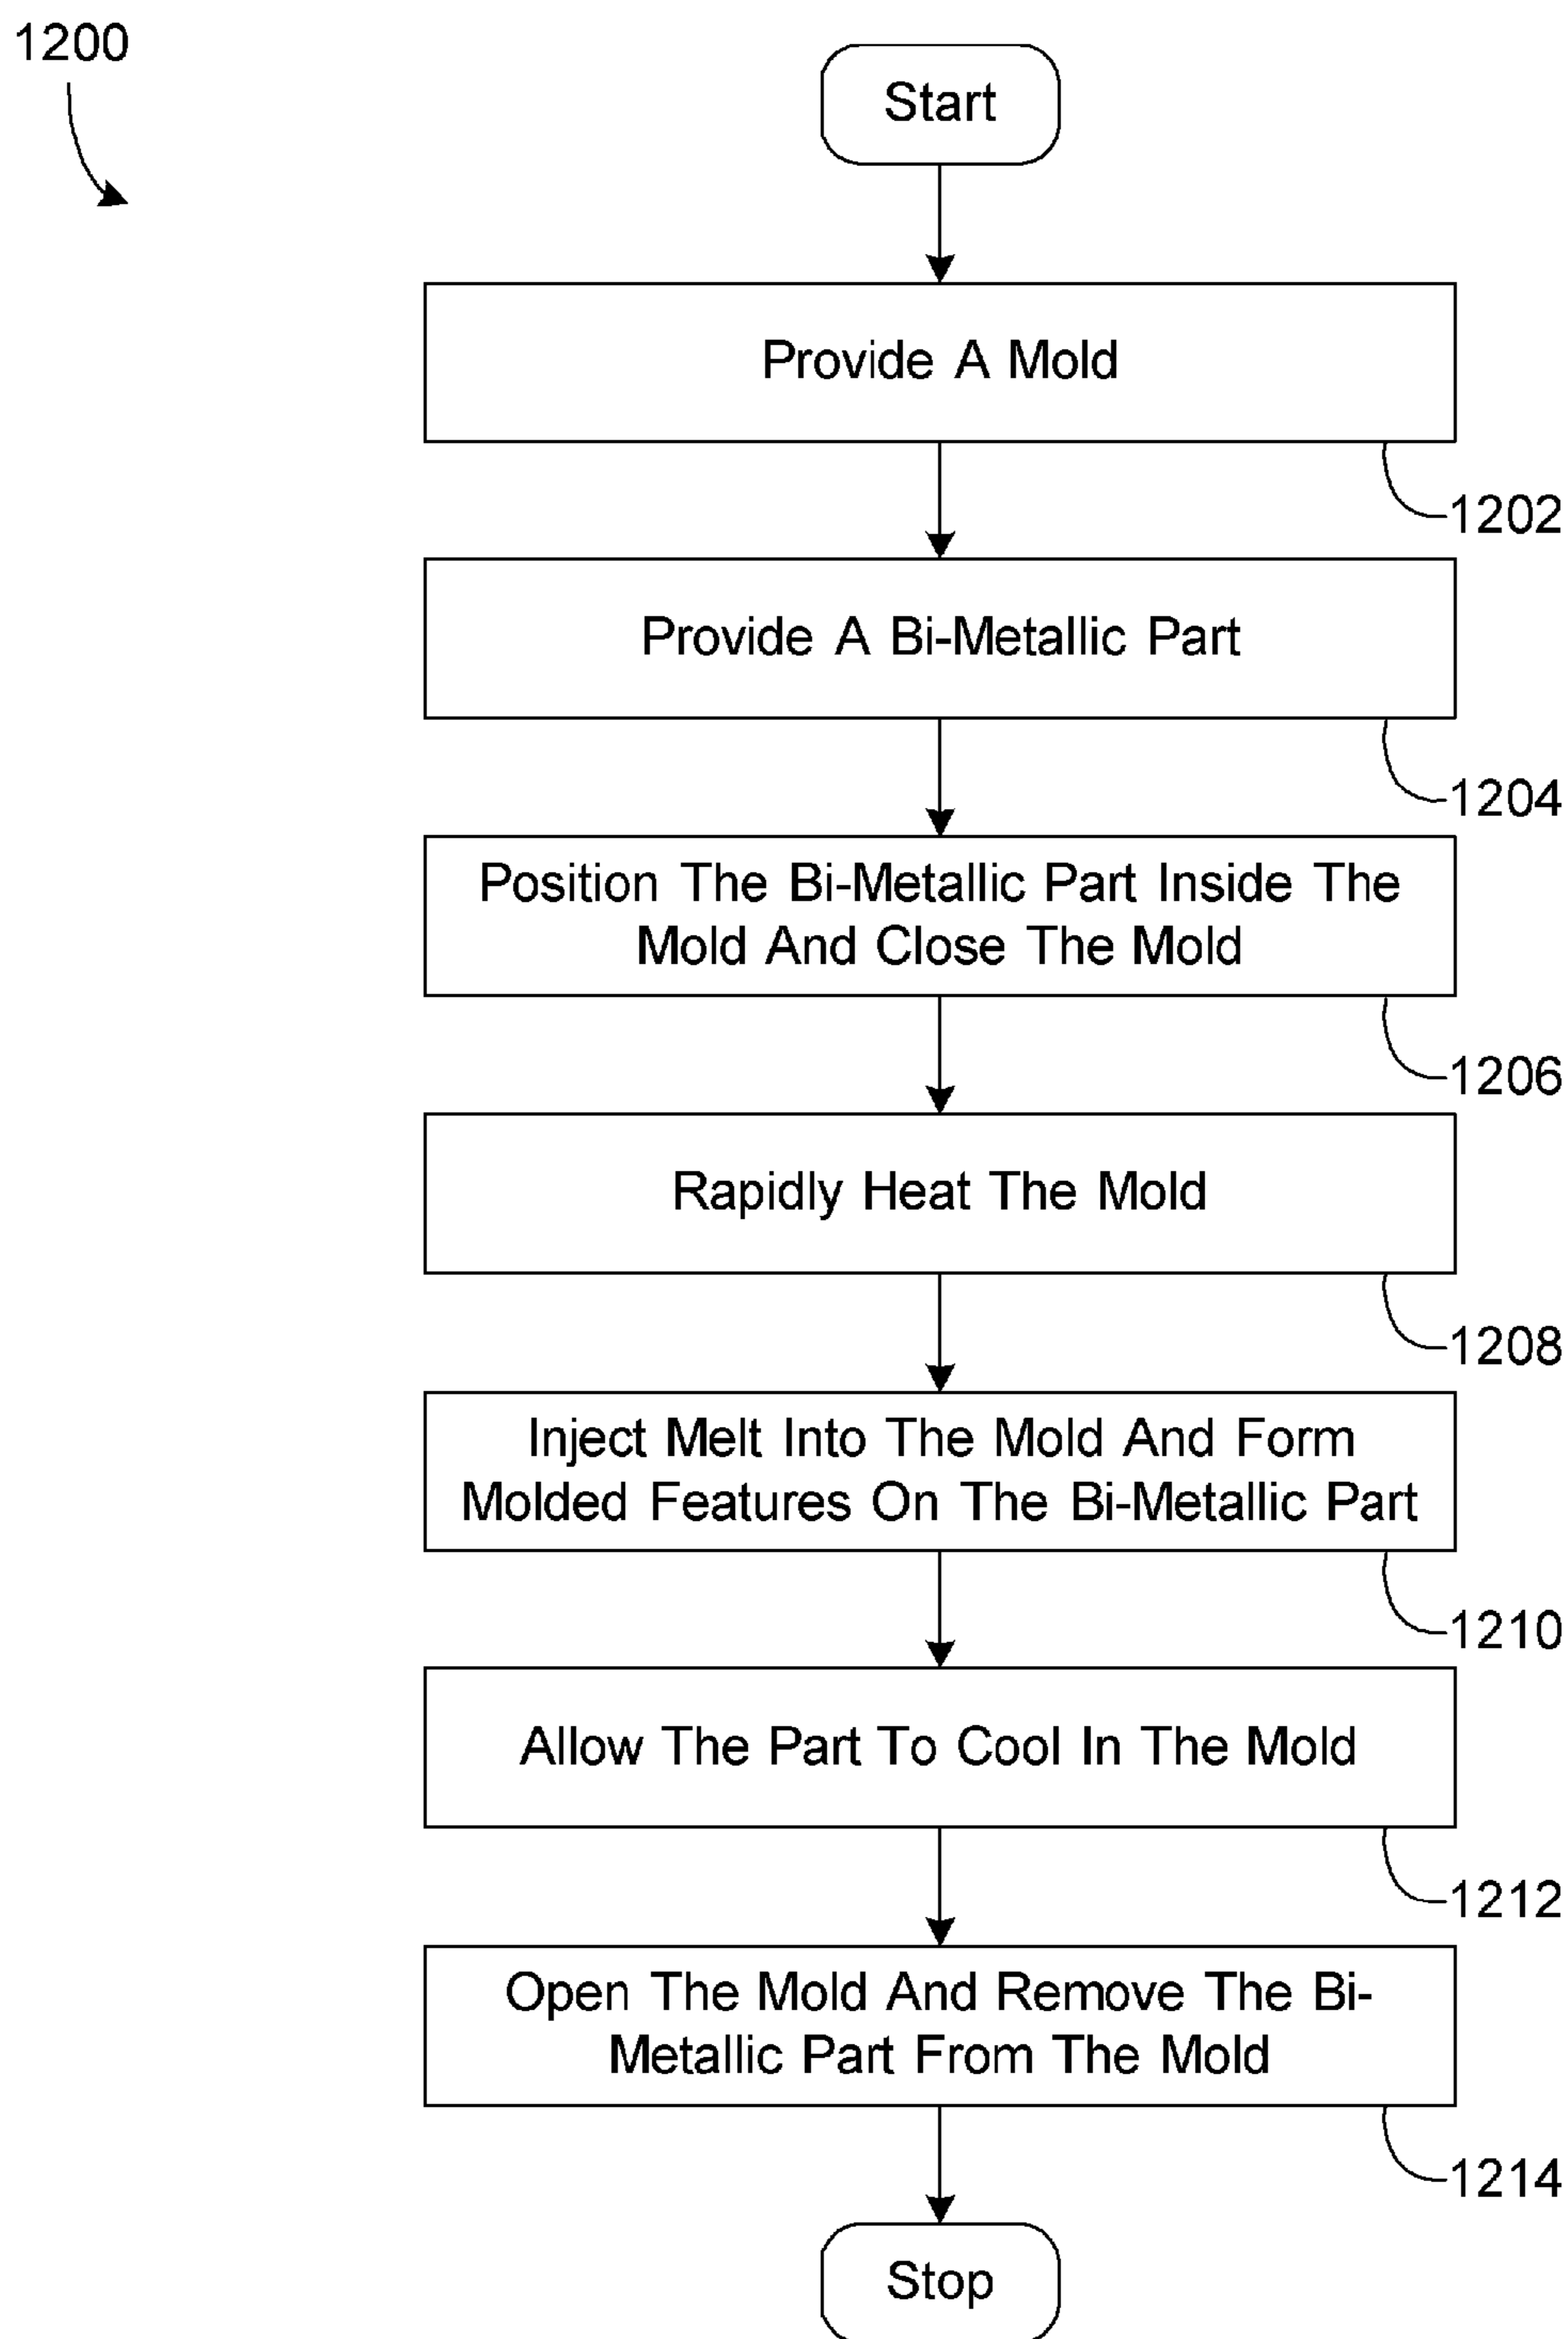 1200
Start
Provide A Mold
1202
Provide A Bi-Metallic Part
1204
Position The Bi-Metallic Part Inside The
Mold And Close The Mold
1206
Rapidly Heat The Mold
1208
Inject Melt Into The Mold And Form
Molded Features On The Bi-Metallic Part
1210
Allow The Part To Cool In The Mold
1212
Open The Mold And Remove The Bi-
Metallic Part From The Mold
1214
Stop